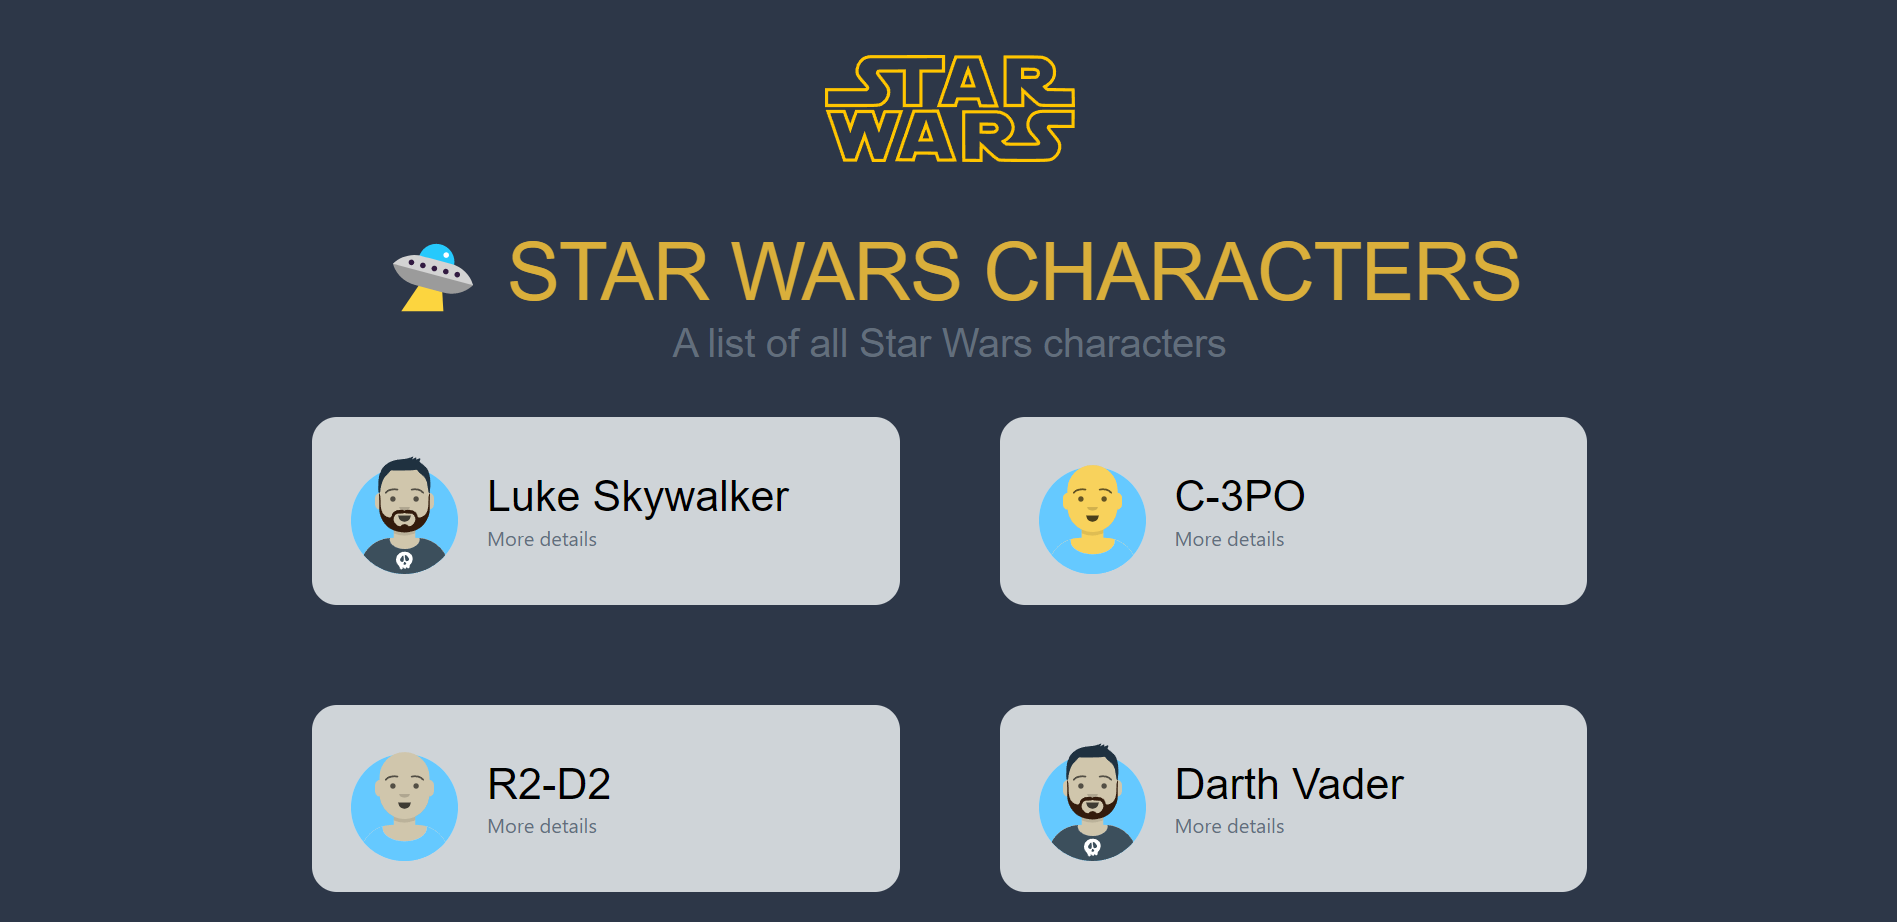 STAR
WARS
STAR WARS CHARACTERS
A list of all Star Wars characters
Luke Skywalker
More details
C-3PO
More details
R2-D2
More details
Darth Vader
More details